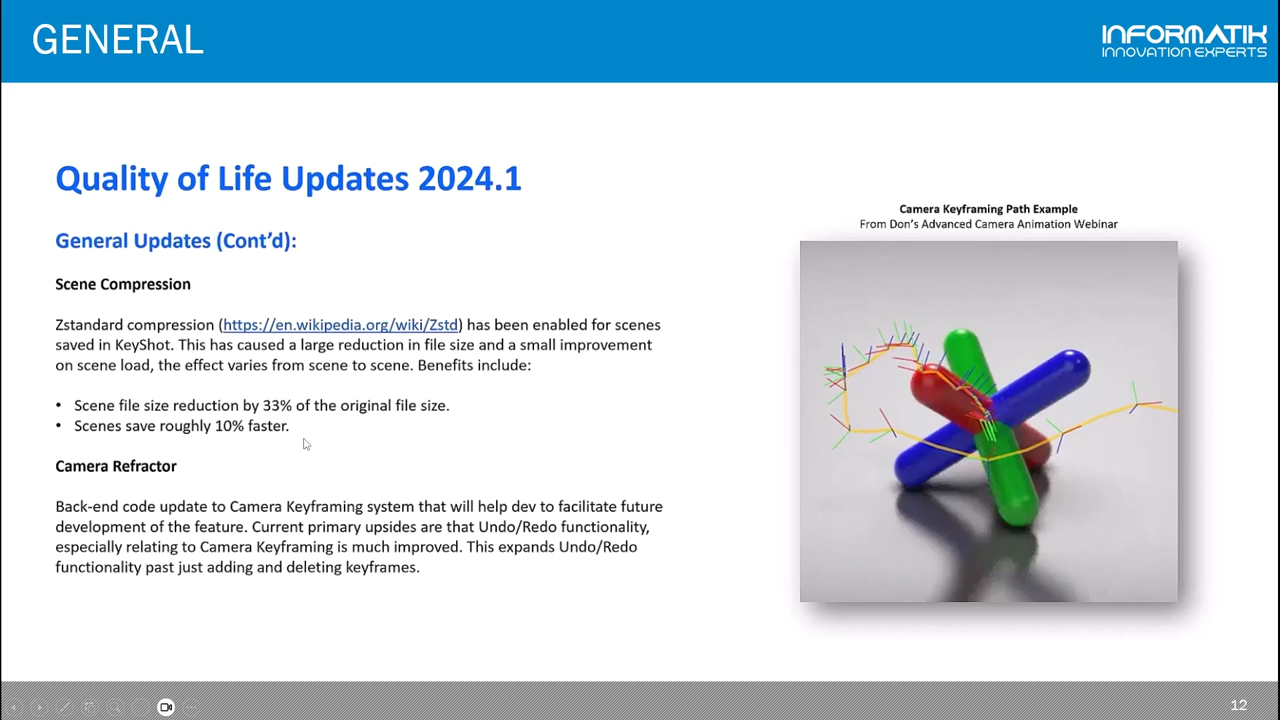 GENERAL
INFORMATIK
INNOVATION EXPERTS
Quality of Life Updates 2024.1
General Updates (Cont’d):
Scene Compression
Zstandard compression (https://en.wikipedia.org/wiki/Zstd) has been enabled for scenes
saved in KeyShot. This has caused a large reduction in file size and a small improvement
on scene load, the effect varies from scene to scene. Benefits include:
• Scene file size reduction by 33% of the original file size.
• Scenes save roughly 10% faster.
Camera Refractor
Back-end code update to Camera Keyframing system that will help dev to facilitate future
development of the feature. Current primary upsides are that Undo/Redo functionality,
especially relating to Camera Keyframing is much improved. This expands Undo/Redo
functionality past just adding and deleting keyframes.
Camera Keyframing Path Example
From Don’s Advanced Camera Animation Webinar
12